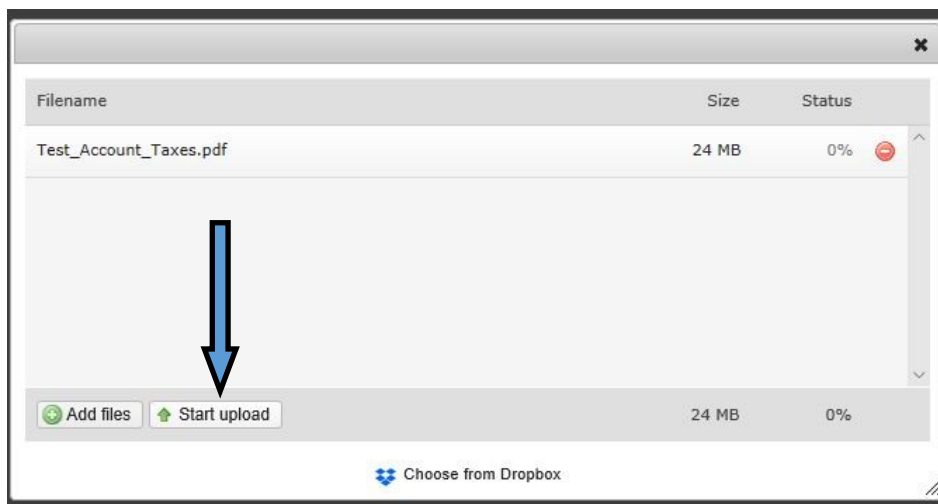 Filename Size Status
Test_Account_Taxes.pdf 24 MB 0%
Add files Start upload 24 MB 0%
Choose from Dropbox